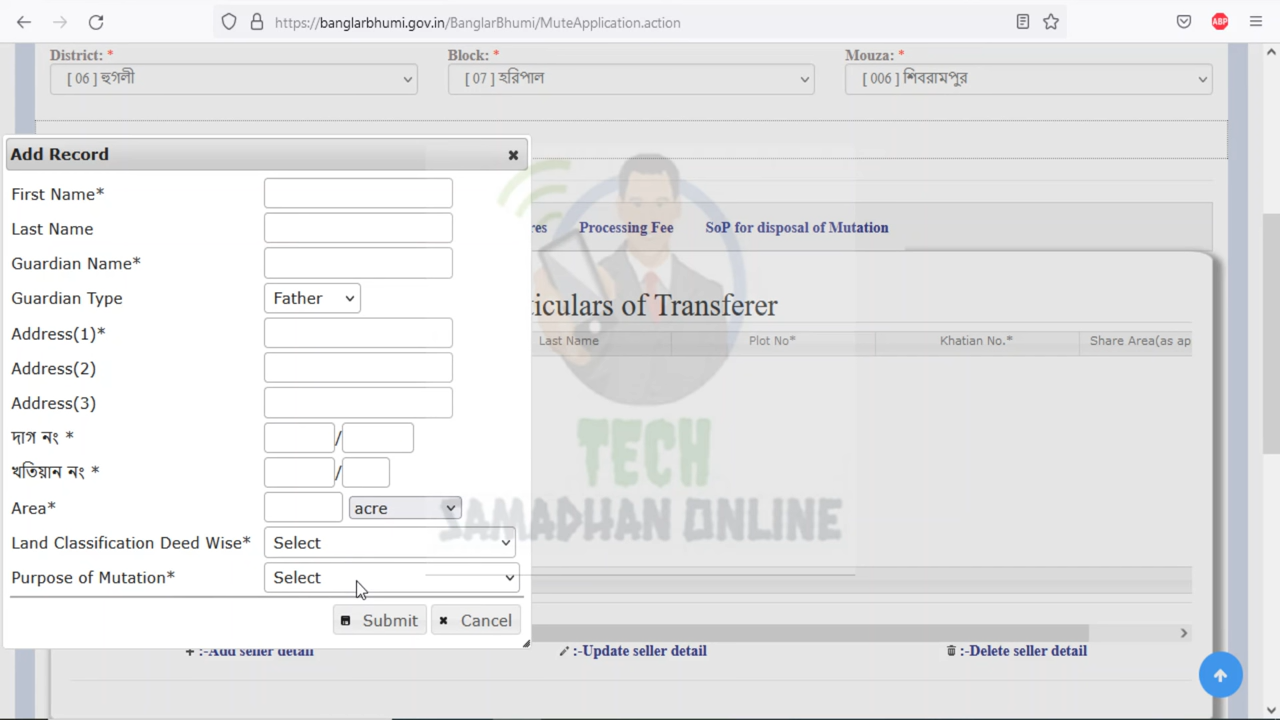 https://banglarbhumi.gov.in/BanglarBhumi/MuteApplication.action
ABP
District: * Block: * Mouza: *
[ 06 ] হুগলী [ 07 ] হরিপাল [ 006 ] শিবরামপুর
Add Record
First Name*
Last Name
Guardian Name*
Guardian Type Father
Address(1)*
Address(2)
Address(3)
দাগ নং * /
খতিয়ান নং * /
Area* acre
Land Classification Deed Wise* Select
Purpose of Mutation* Select
Submit Cancel
res Processing Fee SoP for disposal of Mutation
ticulars of Transferer
Last Name Plot No* Khatian No.* Share Area(as ap
TECH
SAMADHAN ONLINE
+ :-Add seller detail :-Update seller detail :-Delete seller detail